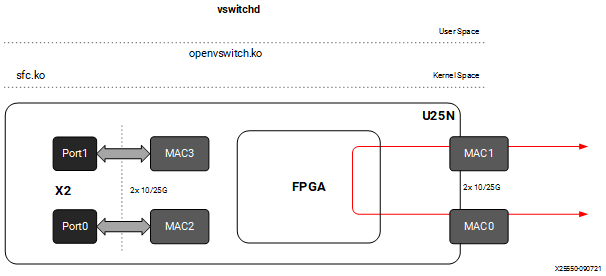 vswitchd
User Space
openvswitch.ko
sfc.ko
Kernel Space
U25N
Port1
MAC3
MAC1
X2
2x 10/25G
FPGA
2x 10/25G
Port0
MAC2
MAC0
X25550-090721